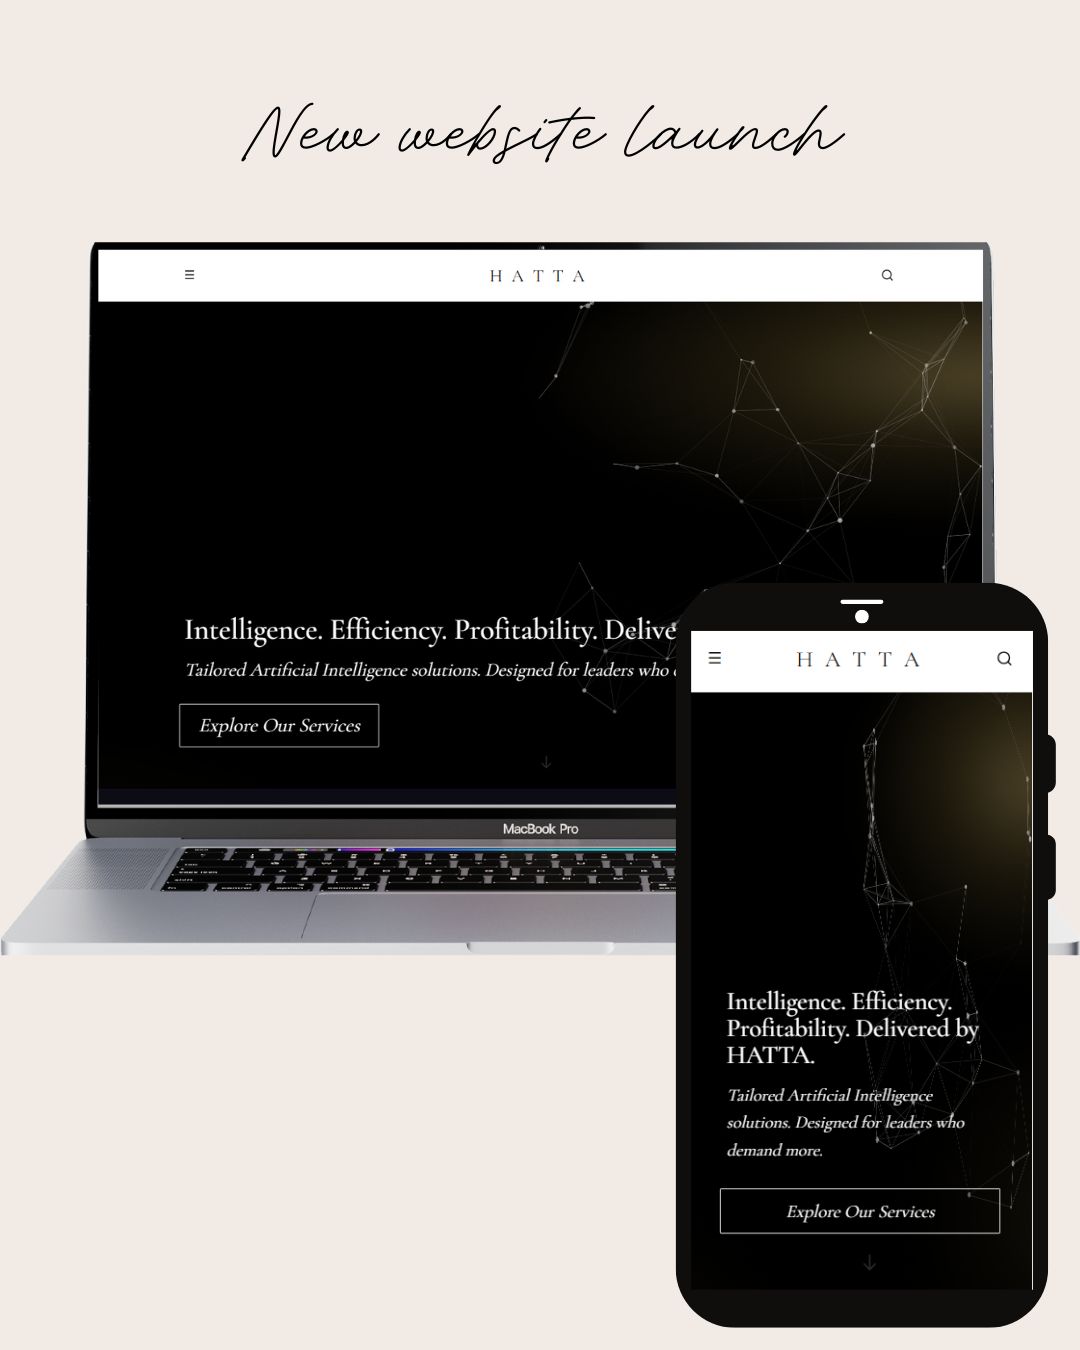 New website launch
HATTA
Intelligence. Efficiency. Profitability. Delive
Tailored Artificial Intelligence solutions. Designed for leaders who
Explore Our Services
MacBook Pro
HATTA
Intelligence. Efficiency.
Profitability. Delivered by
HATTA.
Tailored Artificial Intelligence
solutions. Designed for leaders who
demand more.
Explore Our Services